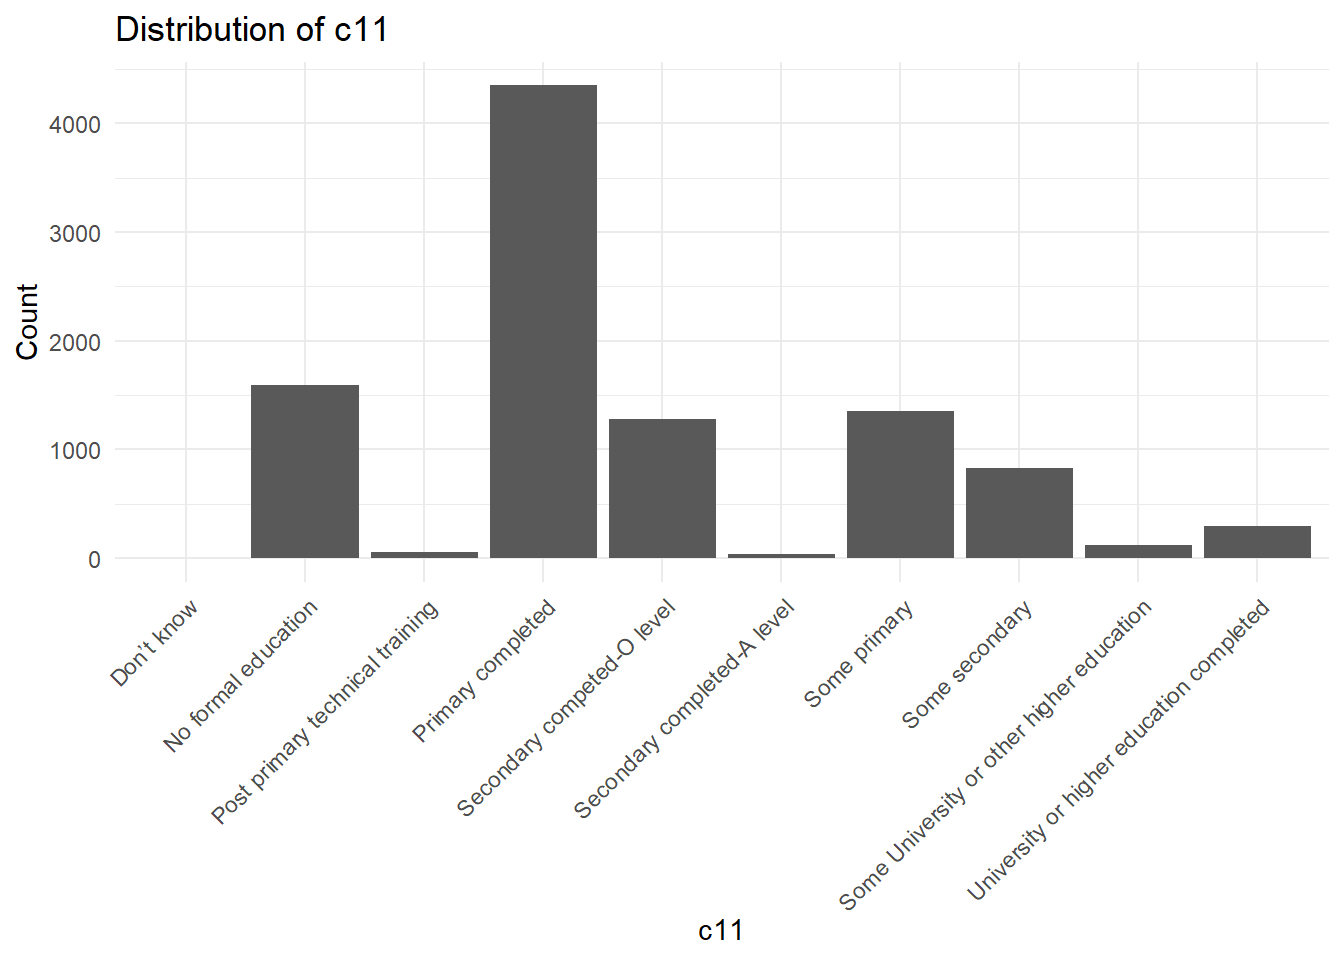 Distribution of c11
Count
4000
3000
2000
1000
0
Don't know
No formal education
Post primary technical training
Primary completed
Secondary competed-O level
Secondary completed-A level
Some primary
Some secondary
Some University or other higher education
University or higher education completed
c11